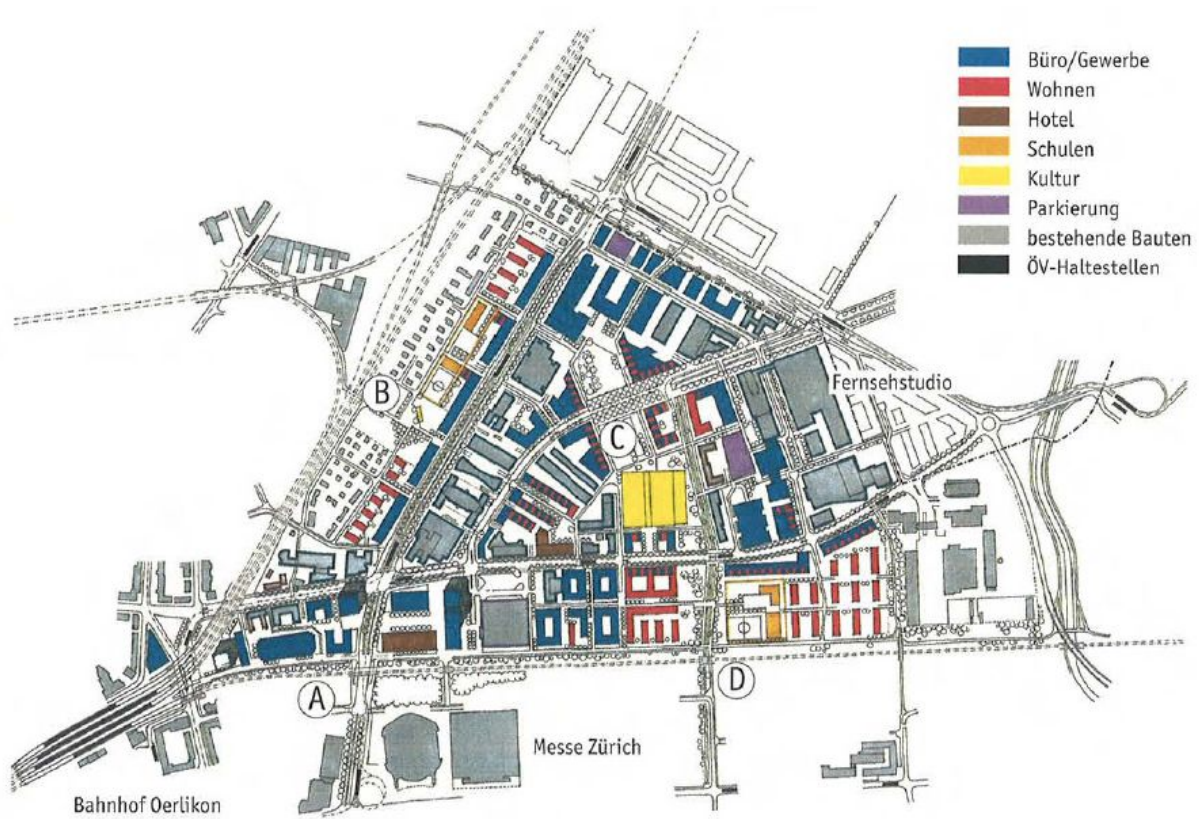 Büro/Gewerbe
Wohnen
Hotel
Schulen
Kultur
Parkierung
bestehende Bauten
ÖV-Haltestellen
Fernsehstudio
B
C
A
D
Messe Zürich
Bahnhof Oerlikon